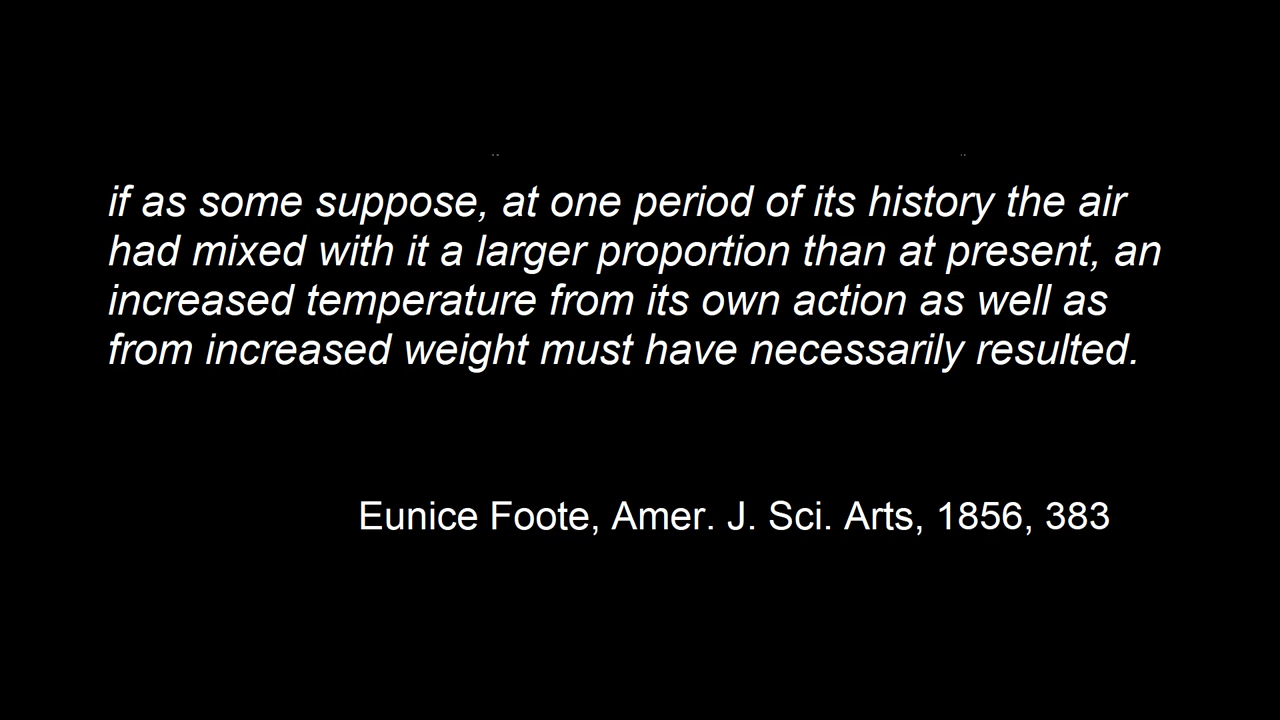 if as some suppose, at one period of its history the air
had mixed with it a larger proportion than at present, an
increased temperature from its own action as well as
from increased weight must have necessarily resulted.
Eunice Foote, Amer. J. Sci. Arts, 1856, 383